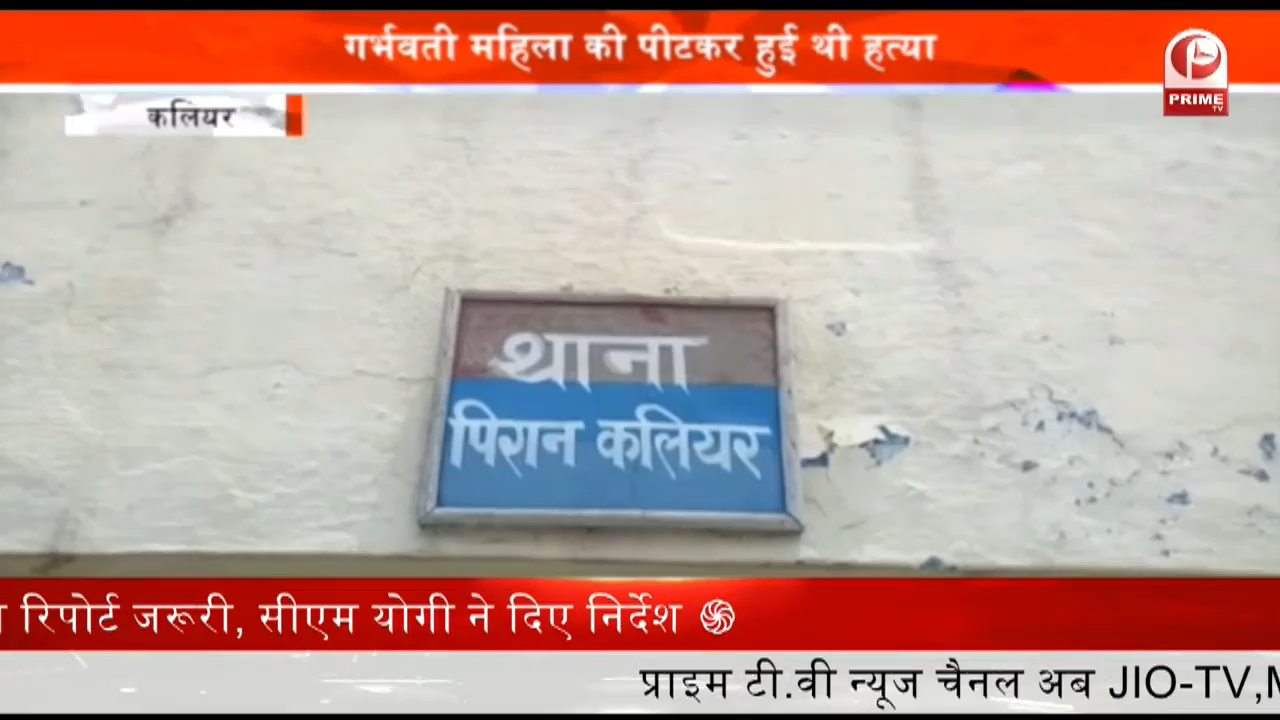 गर्भवती महिला की पीटकर हुई थी हत्या
PRIME
TV
कलियर
थाना
पिरान कलियर
रिपोर्ट जरूरी, सीएम योगी ने दिए निर्देश
प्राइम टी.वी न्यूज चैनल अब JIO-TV,